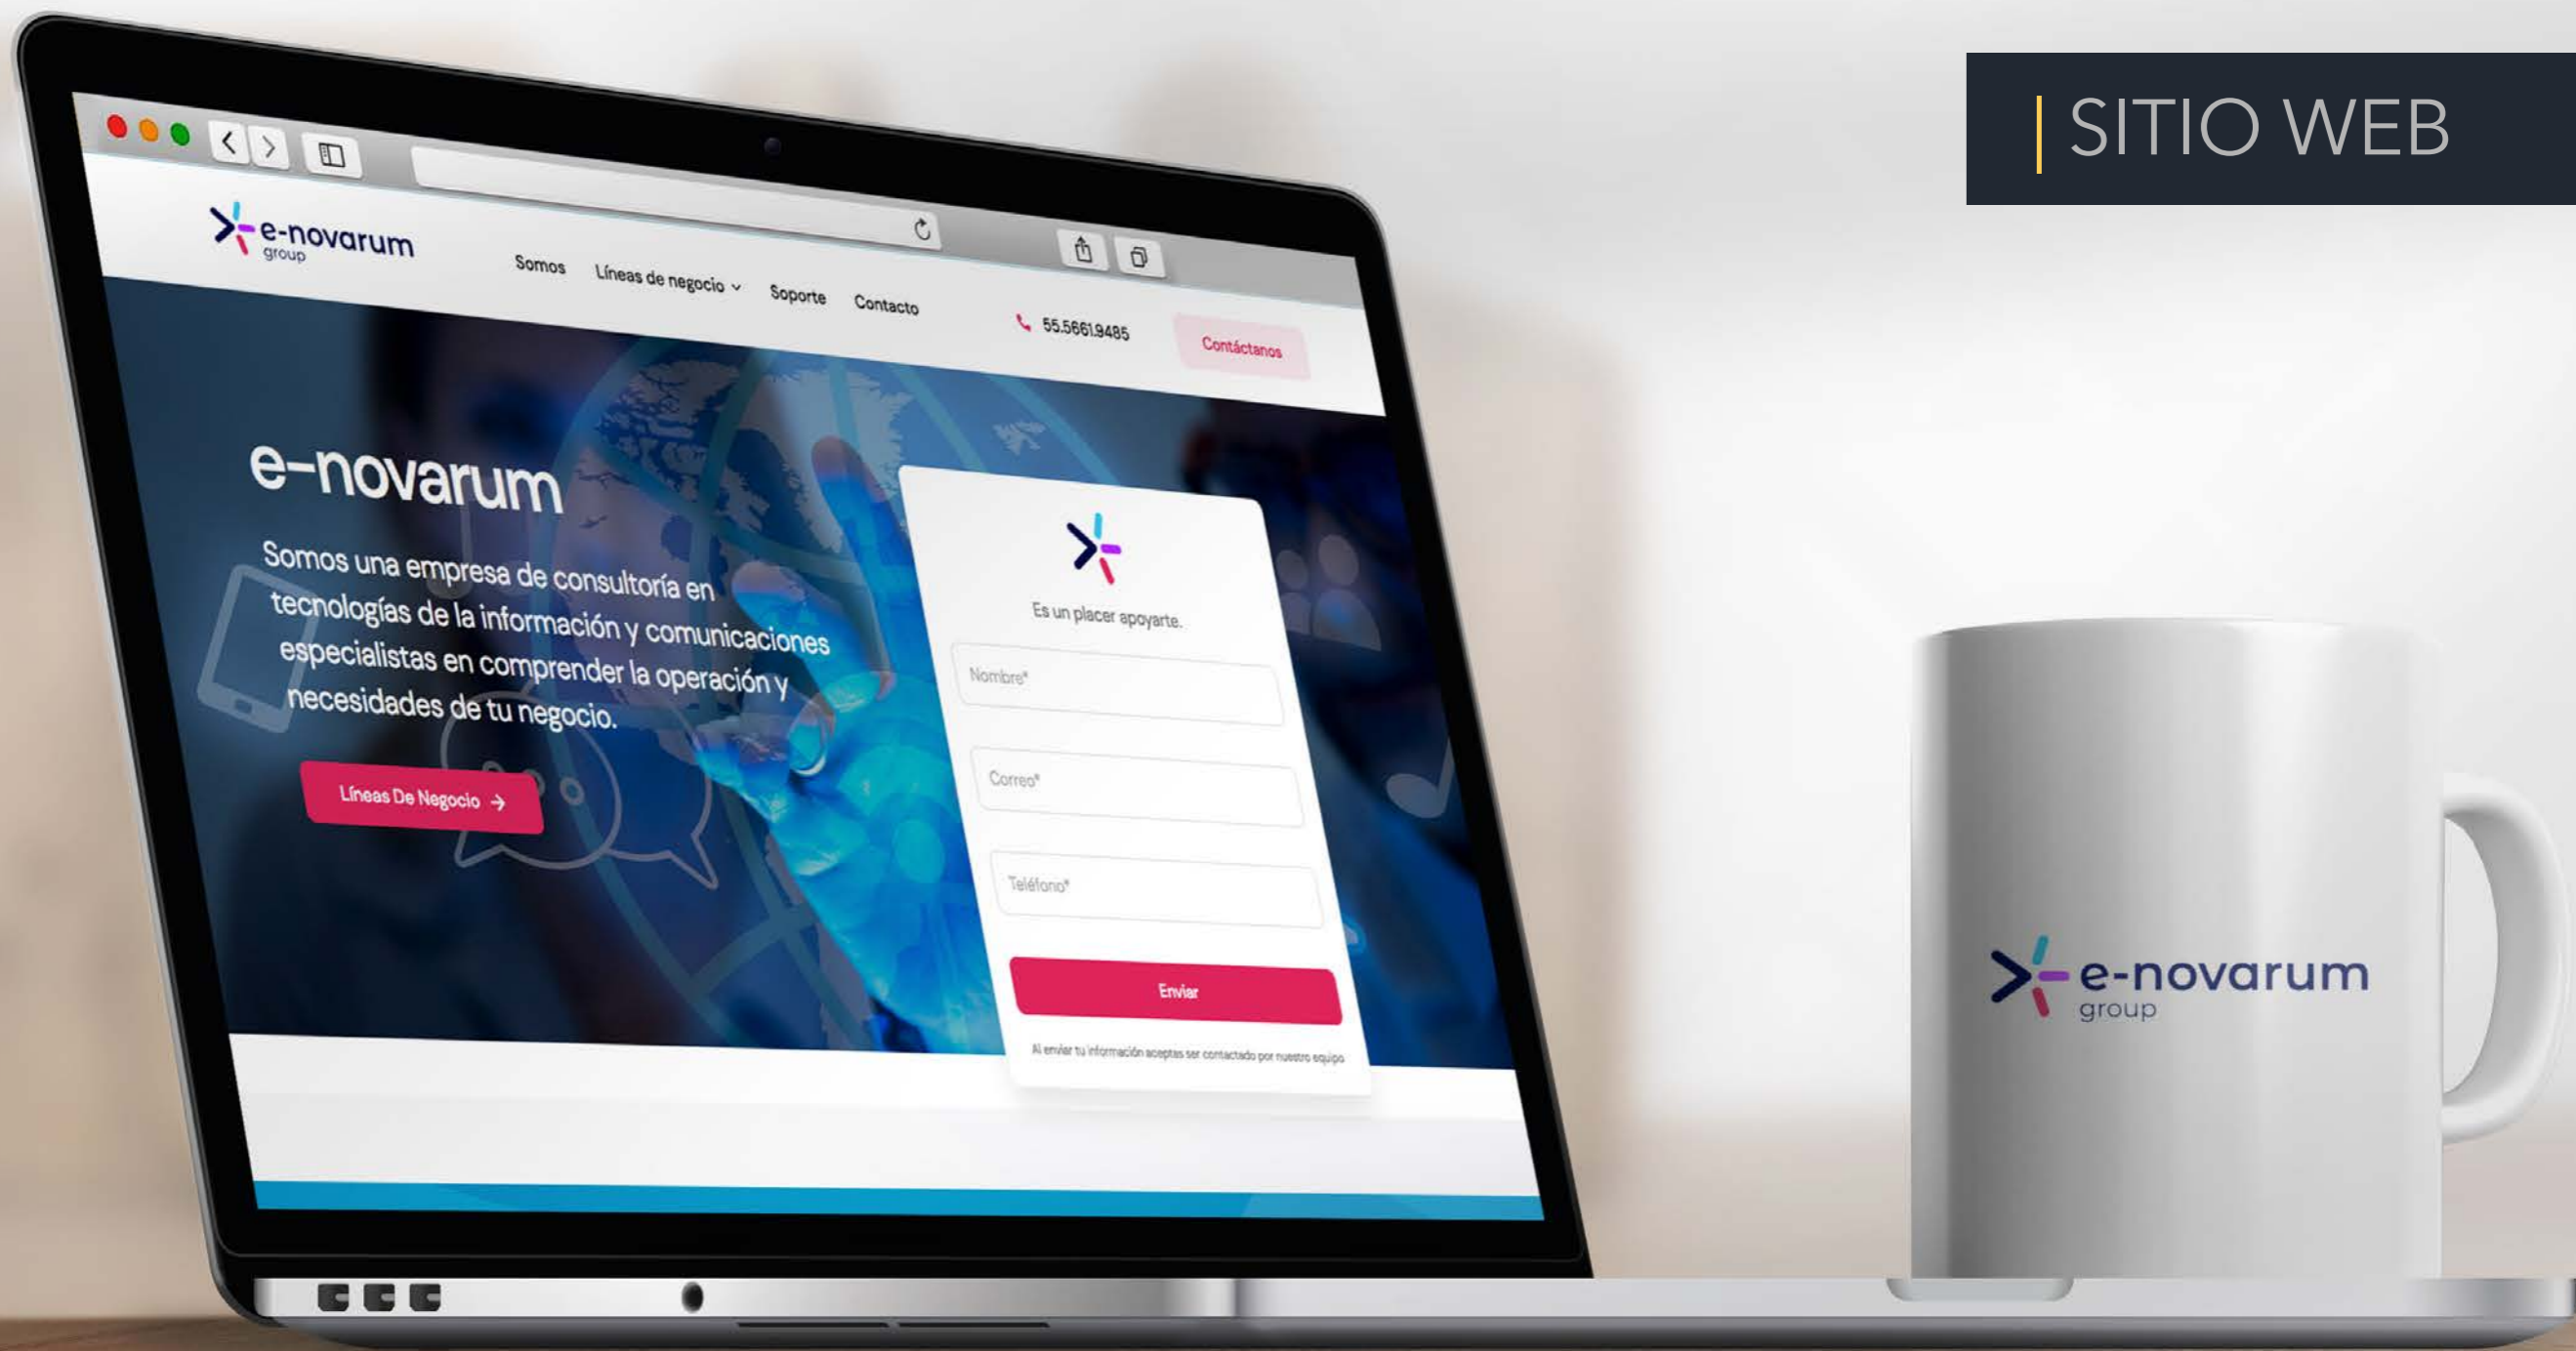 SITIO WEB
e-novarum
group
Somos Líneas de negocio Soporte Contacto 55.5661.9485 Contáctanos
e-novarum
Somos una empresa de consultoría en
tecnologías de la información y comunicaciones
especialistas en comprender la operación y
necesidades de tu negocio.
Líneas De Negocio →
Es un placer apoyarte.
Nombre*
Correo*
Teléfono*
Enviar
Al enviar tu información aceptas ser contactado por nuestro equipo
e-novarum
group